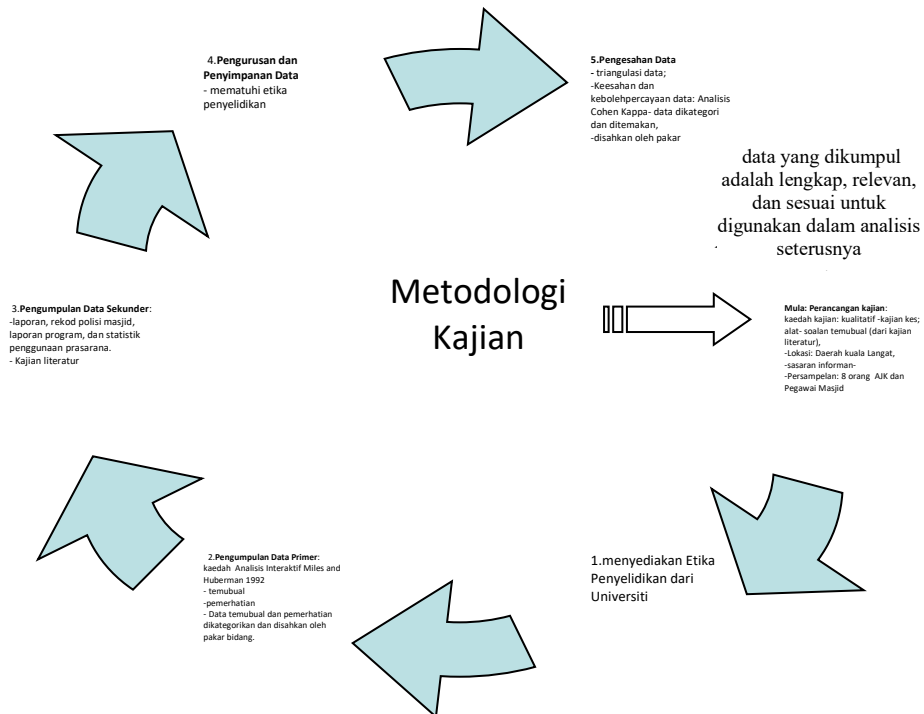 4.Pengurusan dan
Penyimpanan Data
- mematuhi etika
penyelidikan
5.Pengesahan Data
- triangulasi data;
-Keesahan dan
kebolehpercayaan data: Analisis
Cohen Kappa- data dikategori
dan ditemakan,
-disahkan oleh pakar
data yang dikumpul
adalah lengkap, relevan,
dan sesuai untuk
digunakan dalam analisis
seterusnya
Metodologi
Kajian
Mula: Perancangan kajian:
kaedah kajian: kualitatif -kajian kes;
alat- soalan temubual (dari kajian
literatur),
-Lokasi: Daerah kuala Langat,
-sasaran informan-
-Persampelan: 8 orang AJK dan
Pegawai Masjid
1.menyediakan Etika
Penyelidikan dari
Universiti
2.Pengumpulan Data Primer:
kaedah Analisis Interaktif Miles and
Huberman 1992
- temubual
-pemerhatian
- Data temubual dan pemerhatian
dikategorikan dan disahkan oleh
pakar bidang.
3.Pengumpulan Data Sekunder:
-laporan, rekod polisi masjid,
laporan program, dan statistik
penggunaan prasarana.
- Kajian literatur